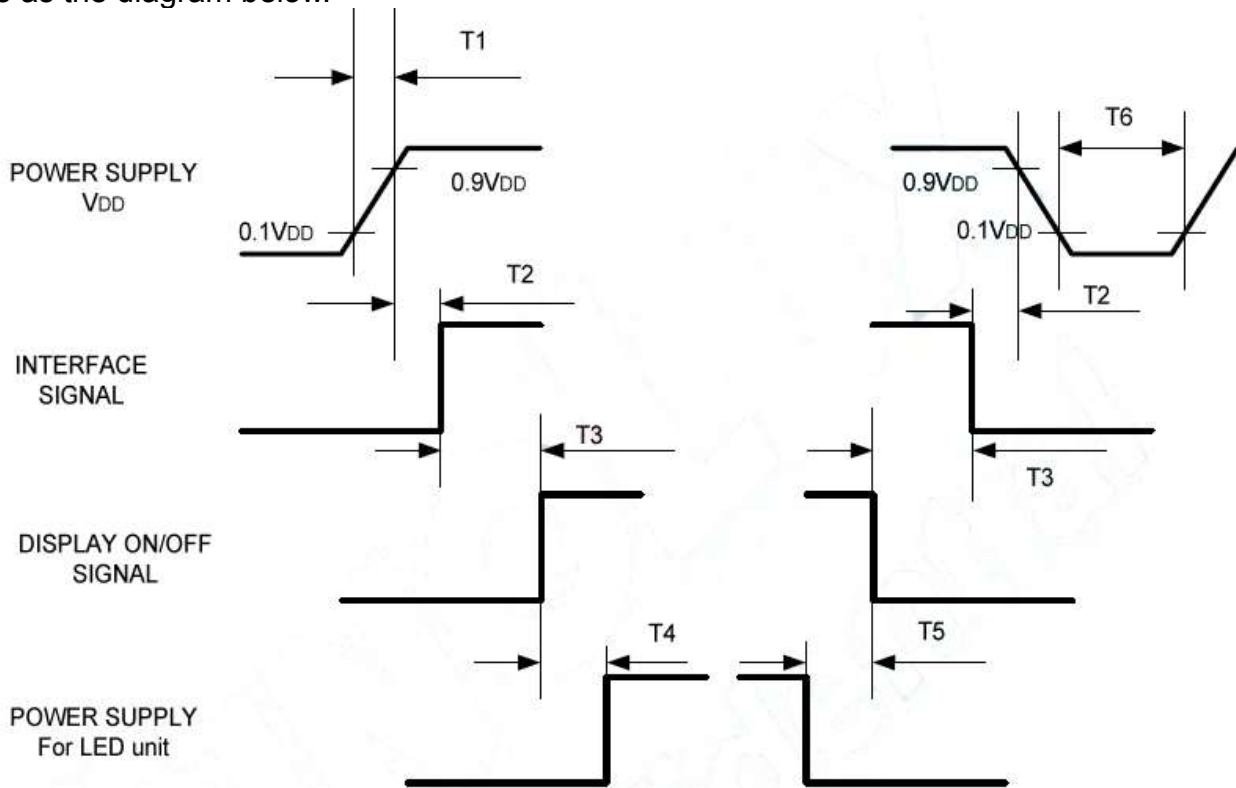 as the diagram below.
T1
T6
POWER SUPPLY
VDD
0.9VDD
0.9VDD
0.1VDD
0.1VDD
T2
T2
INTERFACE
SIGNAL
T3
T3
DISPLAY ON/OFF
SIGNAL
T4
T5
POWER SUPPLY
For LED unit